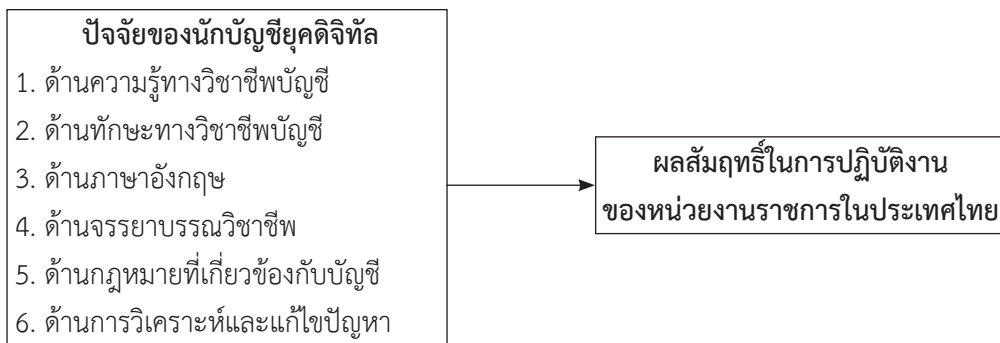 ปัจจัยของนักบัญชียุคดิจิทัล
1. ด้านความรู้ทางวิชาชีพบัญชี
2. ด้านทักษะทางวิชาชีพบัญชี
3. ด้านภาษาอังกฤษ
4. ด้านจรรยาบรรณวิชาชีพ
5. ด้านกฎหมายที่เกี่ยวข้องกับบัญชี
6. ด้านการวิเคราะห์และแก้ไขปัญหา
ผลสัมฤทธิ์ในการปฏิบัติงาน
ของหน่วยงานราชการในประเทศไทย